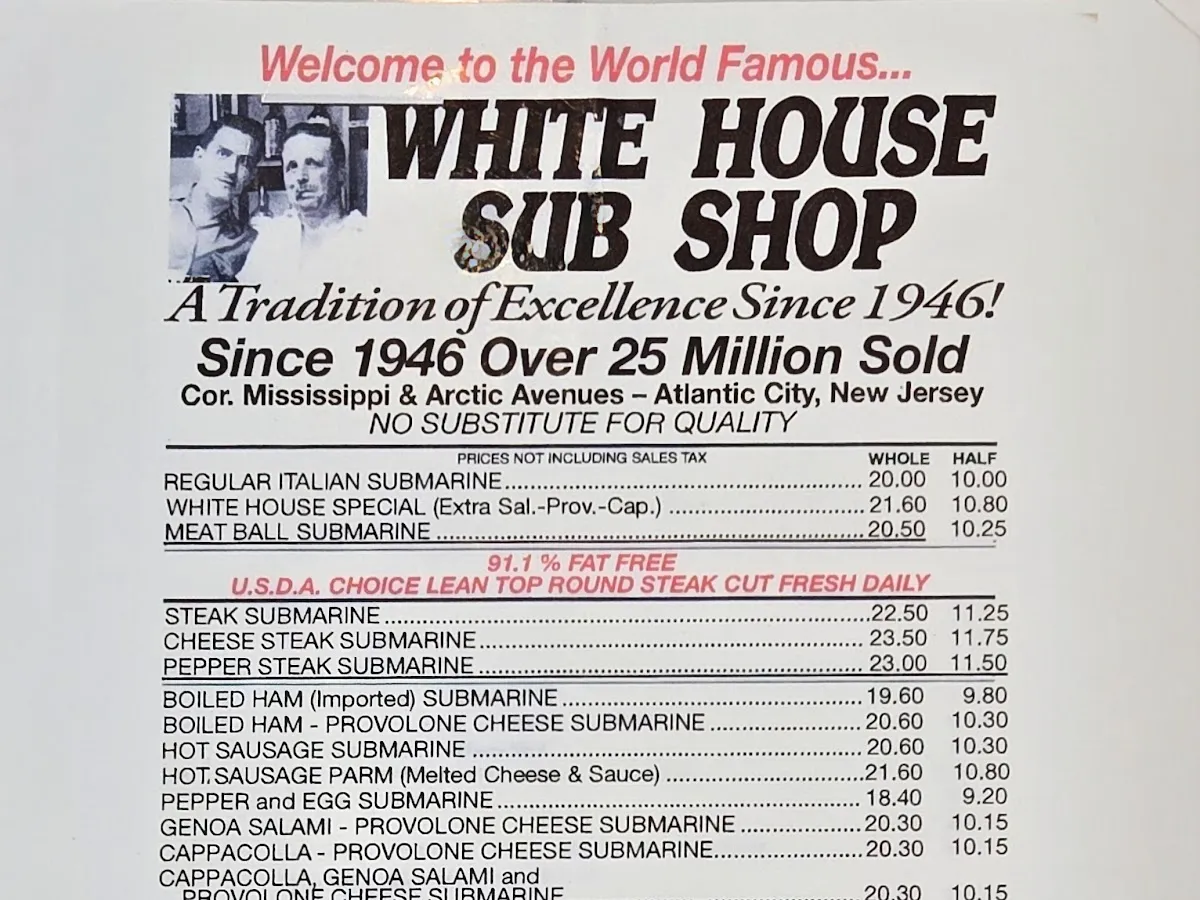 Welcome to the World Famous...
WHITE HOUSE
SUB SHOP
A Tradition of Excellence Since 1946!
Since 1946 Over 25 Million Sold
Cor. Mississippi & Arctic Avenues – Atlantic City, New Jersey
NO SUBSTITUTE FOR QUALITY
PRICES NOT INCLUDING SALES TAX WHOLE HALF
REGULAR ITALIAN SUBMARINE 20.00 10.00
WHITE HOUSE SPECIAL (Extra Sal.-Prov.-Cap.) 21.60 10.80
MEAT BALL SUBMARINE 20.50 10.25
91.1 % FAT FREE
U.S.D.A. CHOICE LEAN TOP ROUND STEAK CUT FRESH DAILY
STEAK SUBMARINE 22.50 11.25
CHEESE STEAK SUBMARINE 23.50 11.75
PEPPER STEAK SUBMARINE 23.00 11.50
BOILED HAM (Imported) SUBMARINE 19.60 9.80
BOILED HAM - PROVOLONE CHEESE SUBMARINE 20.60 10.30
HOT SAUSAGE SUBMARINE 20.60 10.30
HOT SAUSAGE PARM (Melted Cheese & Sauce) 21.60 10.80
PEPPER and EGG SUBMARINE 18.40 9.20
GENOA SALAMI - PROVOLONE CHEESE SUBMARINE 20.30 10.15
CAPPACOLLA - PROVOLONE CHEESE SUBMARINE 20.30 10.15
CAPPACOLLA, GENOA SALAMI and
PROVOLONE CHEESE SUBMARINE 20.30 10.15